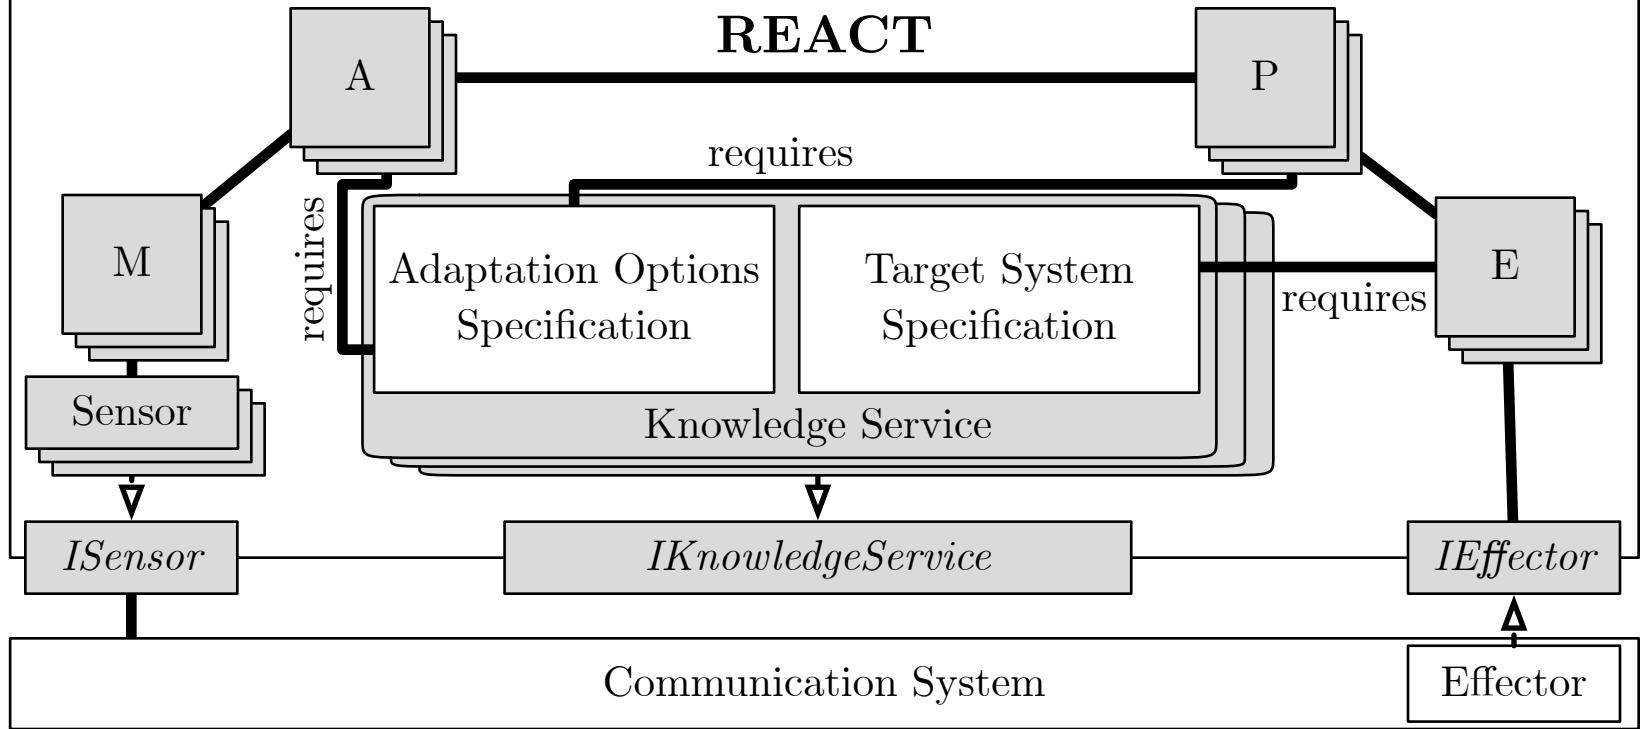 REACT
A
P
requires
requires
M
Adaptation Options
Specification
Target System
Specification
E
requires
Sensor
Knowledge Service
ISensor
IKnowledgeService
IEffector
Communication System
Effector